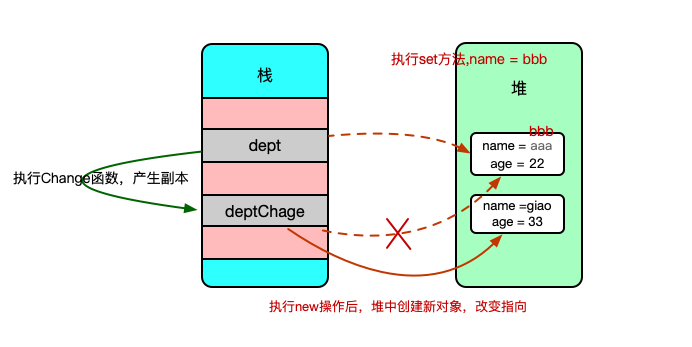 执行set方法,name = bbb
栈
堆
bbb
dept
name = aaa
age = 22
执行Change函数，产生副本
deptChage
name =giao
age = 33
执行new操作后，堆中创建新对象，改变指向